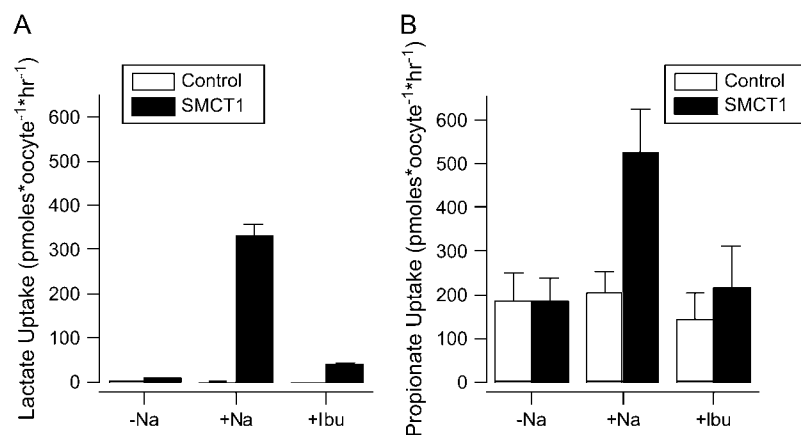 A
Lactate Uptake (pmoles*oocyte⁻¹*hr⁻¹)
Control
SMCT1
600
500
400
300
200
100
0
-Na
+Na
+Ibu
B
Propionate Uptake (pmoles*oocyte⁻¹*hr⁻¹)
Control
SMCT1
600
500
400
300
200
100
0
-Na
+Na
+Ibu